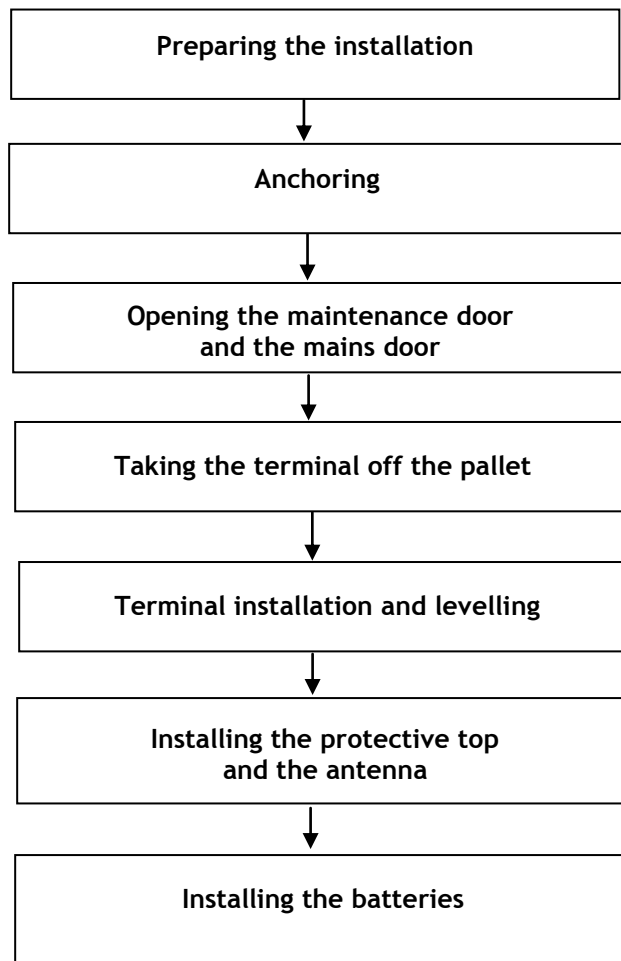 Preparing the installation
Anchoring
Opening the maintenance door
and the mains door
Taking the terminal off the pallet
Terminal installation and levelling
Installing the protective top
and the antenna
Installing the batteries